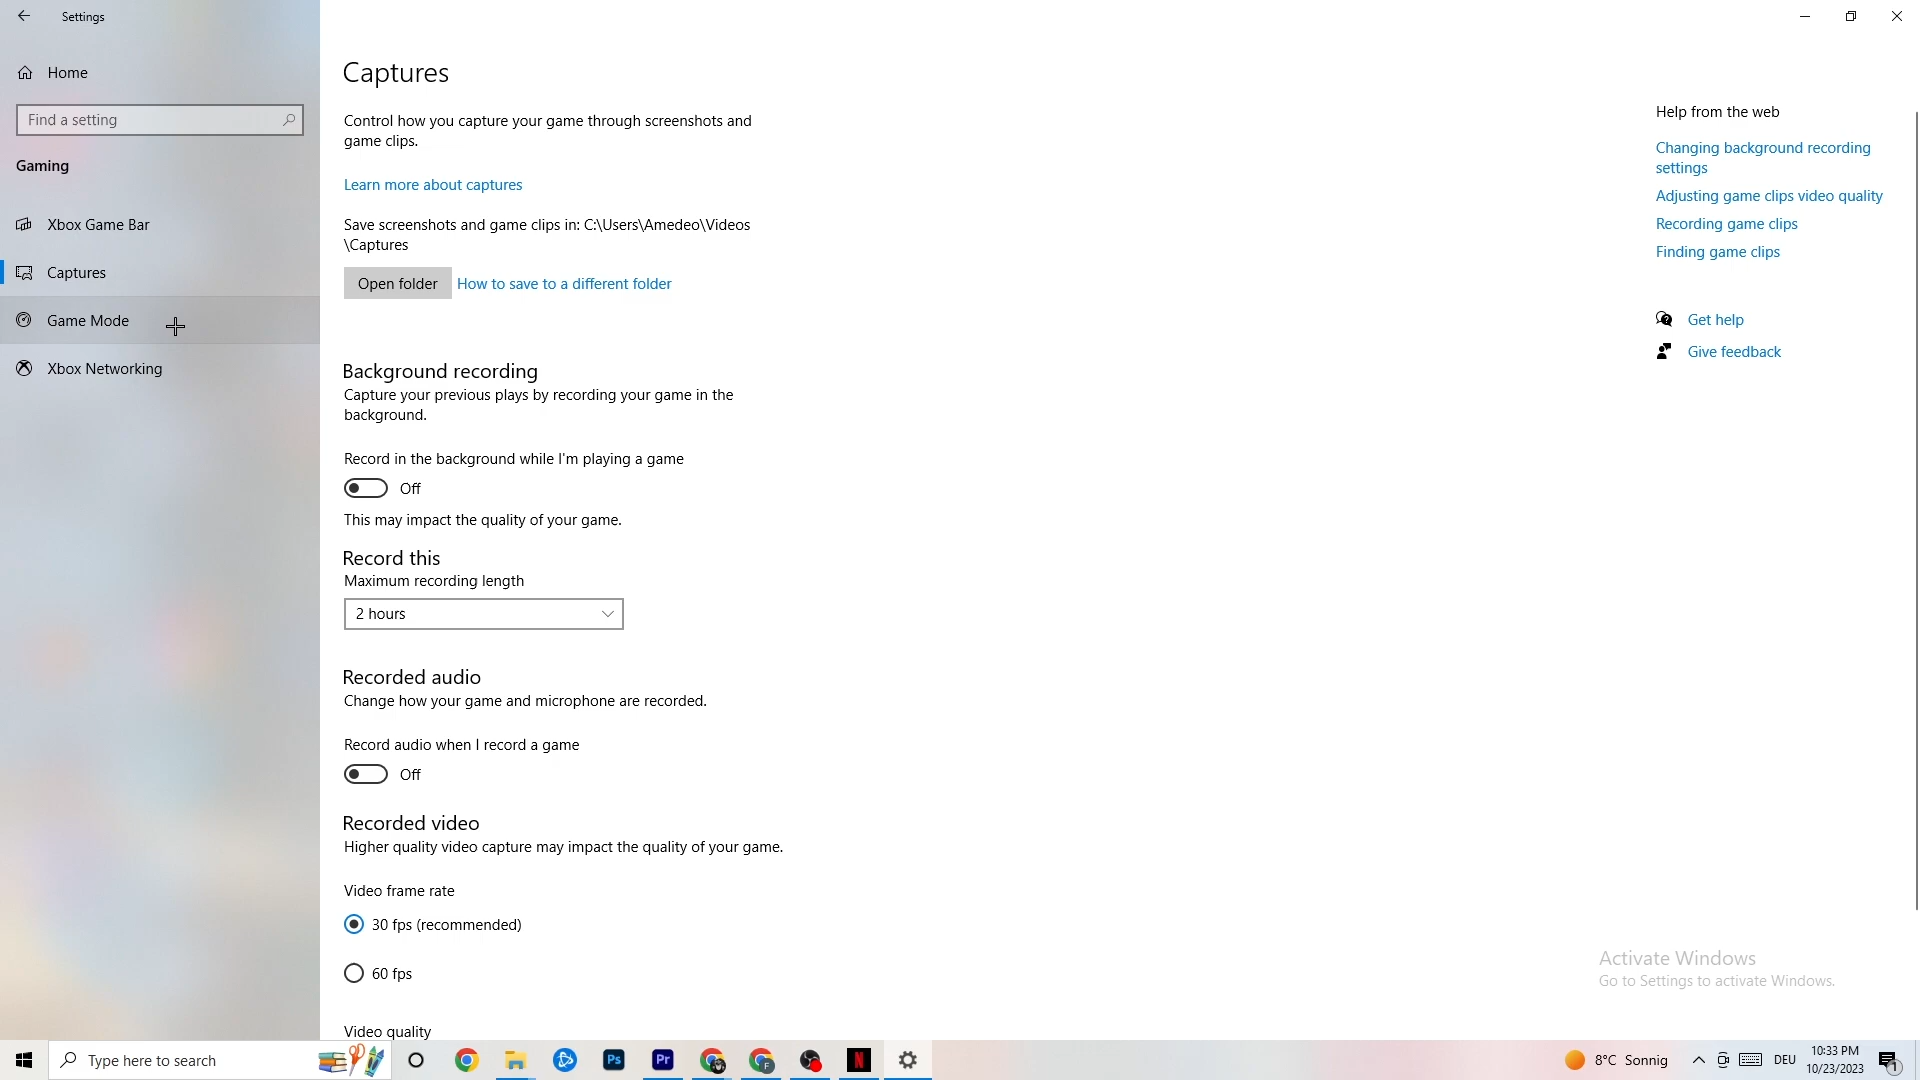 Settings
Home
Find a setting
Gaming
Xbox Game Bar
Captures
Game Mode
Xbox Networking
Captures
Control how you capture your game through screenshots and
game clips.
Learn more about captures
Save screenshots and game clips in: C:\Users\Amedeo\Videos
\Captures
Open folder
How to save to a different folder
Background recording
Capture your previous plays by recording your game in the
background.
Record in the background while I'm playing a game
Off
This may impact the quality of your game.
Record this
Maximum recording length
2 hours
Recorded audio
Change how your game and microphone are recorded.
Record audio when I record a game
Off
Recorded video
Higher quality video capture may impact the quality of your game.
Video frame rate
30 fps (recommended)
60 fps
Video quality
Help from the web
Changing background recording
settings
Adjusting game clips video quality
Recording game clips
Finding game clips
Get help
Give feedback
Activate Windows
Go to Settings to activate Windows.
Type here to search
Ps
Pr
F
N
8°C Sonnig
DEU
10:33 PM
10/23/2023
1